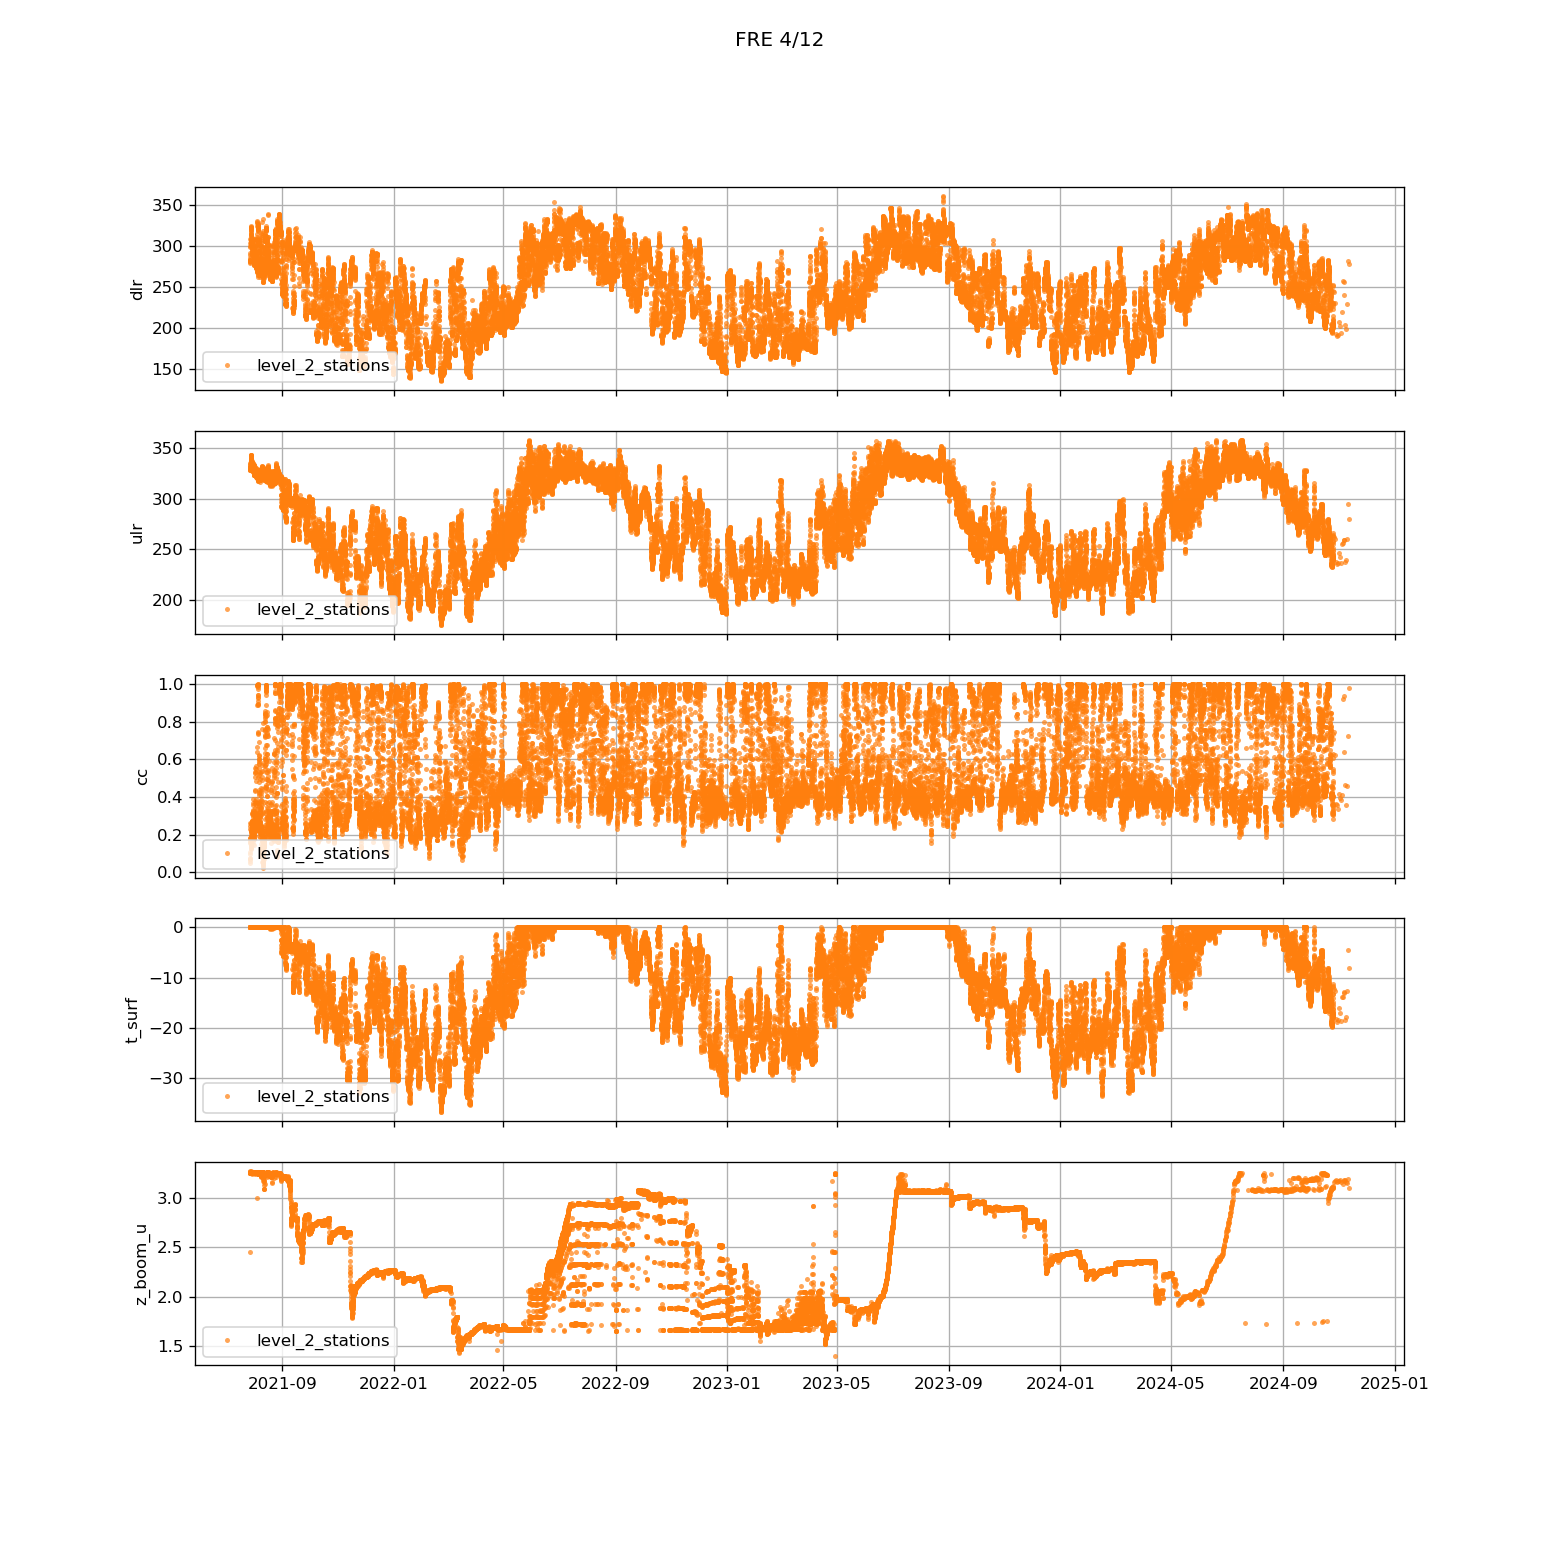 FRE 4/12
350
300
250
200
150
dlr
level_2_stations
350
300
250
200
ulr
level_2_stations
1.0
0.8
0.6
0.4
0.2
0.0
cc
level_2_stations
0
−10
−20
−30
t_surf
level_2_stations
3.0
2.5
2.0
1.5
z_boom_u
level_2_stations
2021-09 2022-01 2022-05 2022-09 2023-01 2023-05 2023-09 2024-01 2024-05 2024-09 2025-01